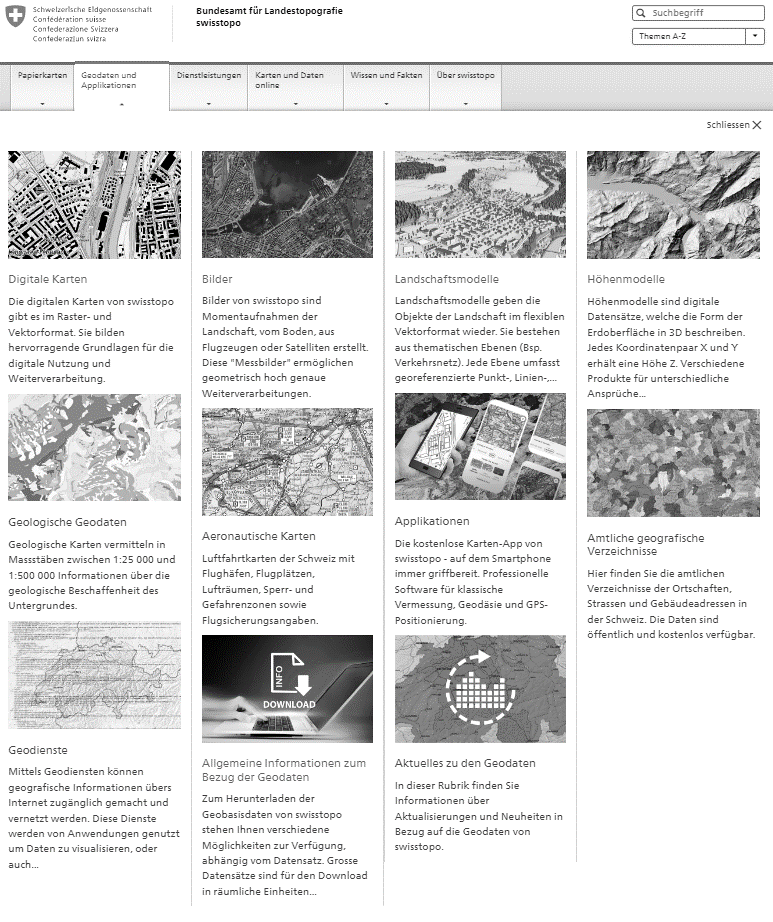 Schweizerische Eidgenossenschaft
Confédération suisse
Confederazione Svizzera
Confederaziun svizra
Bundesamt für Landestopografie
swisstopo
Suchbegriff
Themen A-Z
Papierkarten
Geodaten und
Applikationen
Dienstleistungen
Karten und Daten
online
Wissen und Fakten
Über swisstopo
Schliessen
Digitale Karten
Die digitalen Karten von swisstopo
gibt es im Raster- und
Vektorformat. Sie bilden
hervorragende Grundlagen für die
digitale Nutzung und
Weiterverarbeitung.
Geologische Geodaten
Geologische Karten vermitteln in
Massstäben zwischen 1:25 000 und
1:500 000 Informationen über die
geologische Beschaffenheit des
Untergrundes.
Geodienste
Mittels Geodiensten können
geografische Informationen übers
Internet zugänglich gemacht und
vernetzt werden. Diese Dienste
werden von Anwendungen genutzt
um Daten zu visualisieren, oder
auch...
Bilder
Bilder von swisstopo sind
Momentaufnahmen der
Landschaft, vom Boden, aus
Flugzeugen oder Satelliten erstellt.
Diese "Messbilder" ermöglichen
geometrisch hoch genaue
Weiterverarbeitungen.
Aeronautische Karten
Luftfahrtkarten der Schweiz mit
Flughäfen, Flugplätzen,
Lufträumen, Sperr- und
Gefahrenzonen sowie
Flugsicherungsangaben.
INFO
DOWNLOAD
Allgemeine Informationen zum
Bezug der Geodaten
Zum Herunterladen der
Geobasisdaten von swisstopo
stehen Ihnen verschiedene
Möglichkeiten zur Verfügung,
abhängig vom Datensatz. Grosse
Datensätze sind für den Download
in räumliche Einheiten...
Landschaftsmodelle
Landschaftsmodelle geben die
Objekte der Landschaft im flexiblen
Vektorformat wieder. Sie bestehen
aus thematischen Ebenen (Bsp.
Verkehrsnetz). Jede Ebene umfasst
georeferenzierte Punkt-, Linien-,...
Applikationen
Die kostenlose Karten-App von
swisstopo - auf dem Smartphone
immer griffbereit. Professionelle
Software für klassische
Vermessung, Geodäsie und GPS-
Positionierung.
Aktuelles zu den Geodaten
In dieser Rubrik finden Sie
Informationen über
Aktualisierungen und Neuheiten in
Bezug auf die Geodaten von
swisstopo.
Höhenmodelle
Höhenmodelle sind digitale
Datensätze, welche die Form der
Erdoberfläche in 3D beschreiben.
Jedes Koordinatenpaar X und Y
erhält eine Höhe Z. Verschiedene
Produkte für unterschiedliche
Ansprüche...
Amtliche geografische
Verzeichnisse
Hier finden Sie die amtlichen
Verzeichnisse der Ortschaften,
Strassen und Gebäudeadressen in
der Schweiz. Die Daten sind
öffentlich und kostenlos verfügbar.